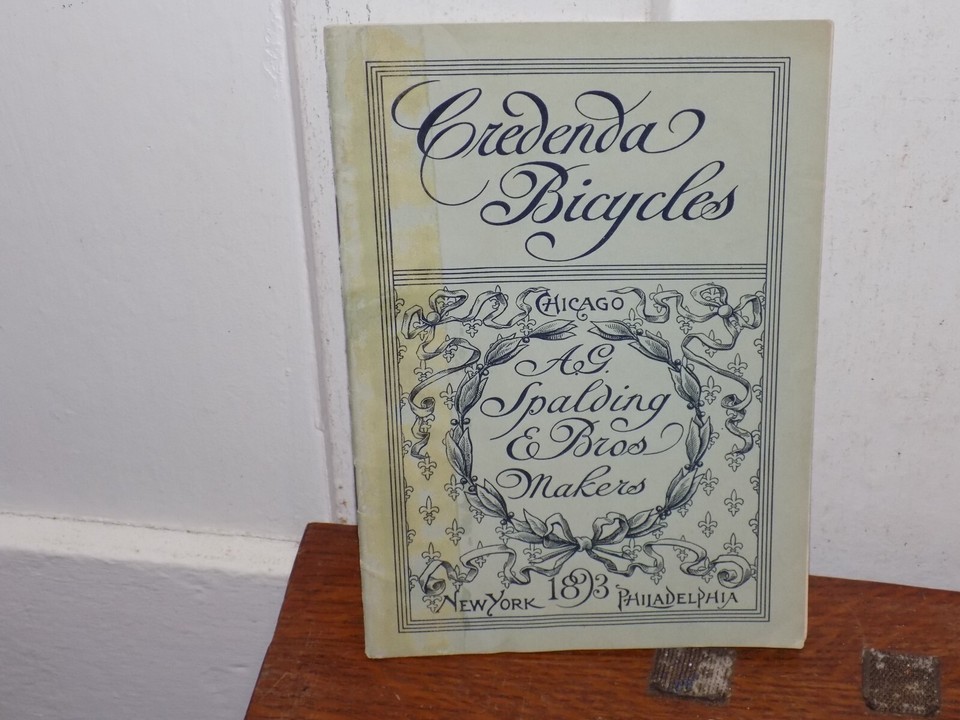 Credenda
Bicycles
Chicago
A.G.
Spalding
& Bros
Makers
1893
New York Philadelphia